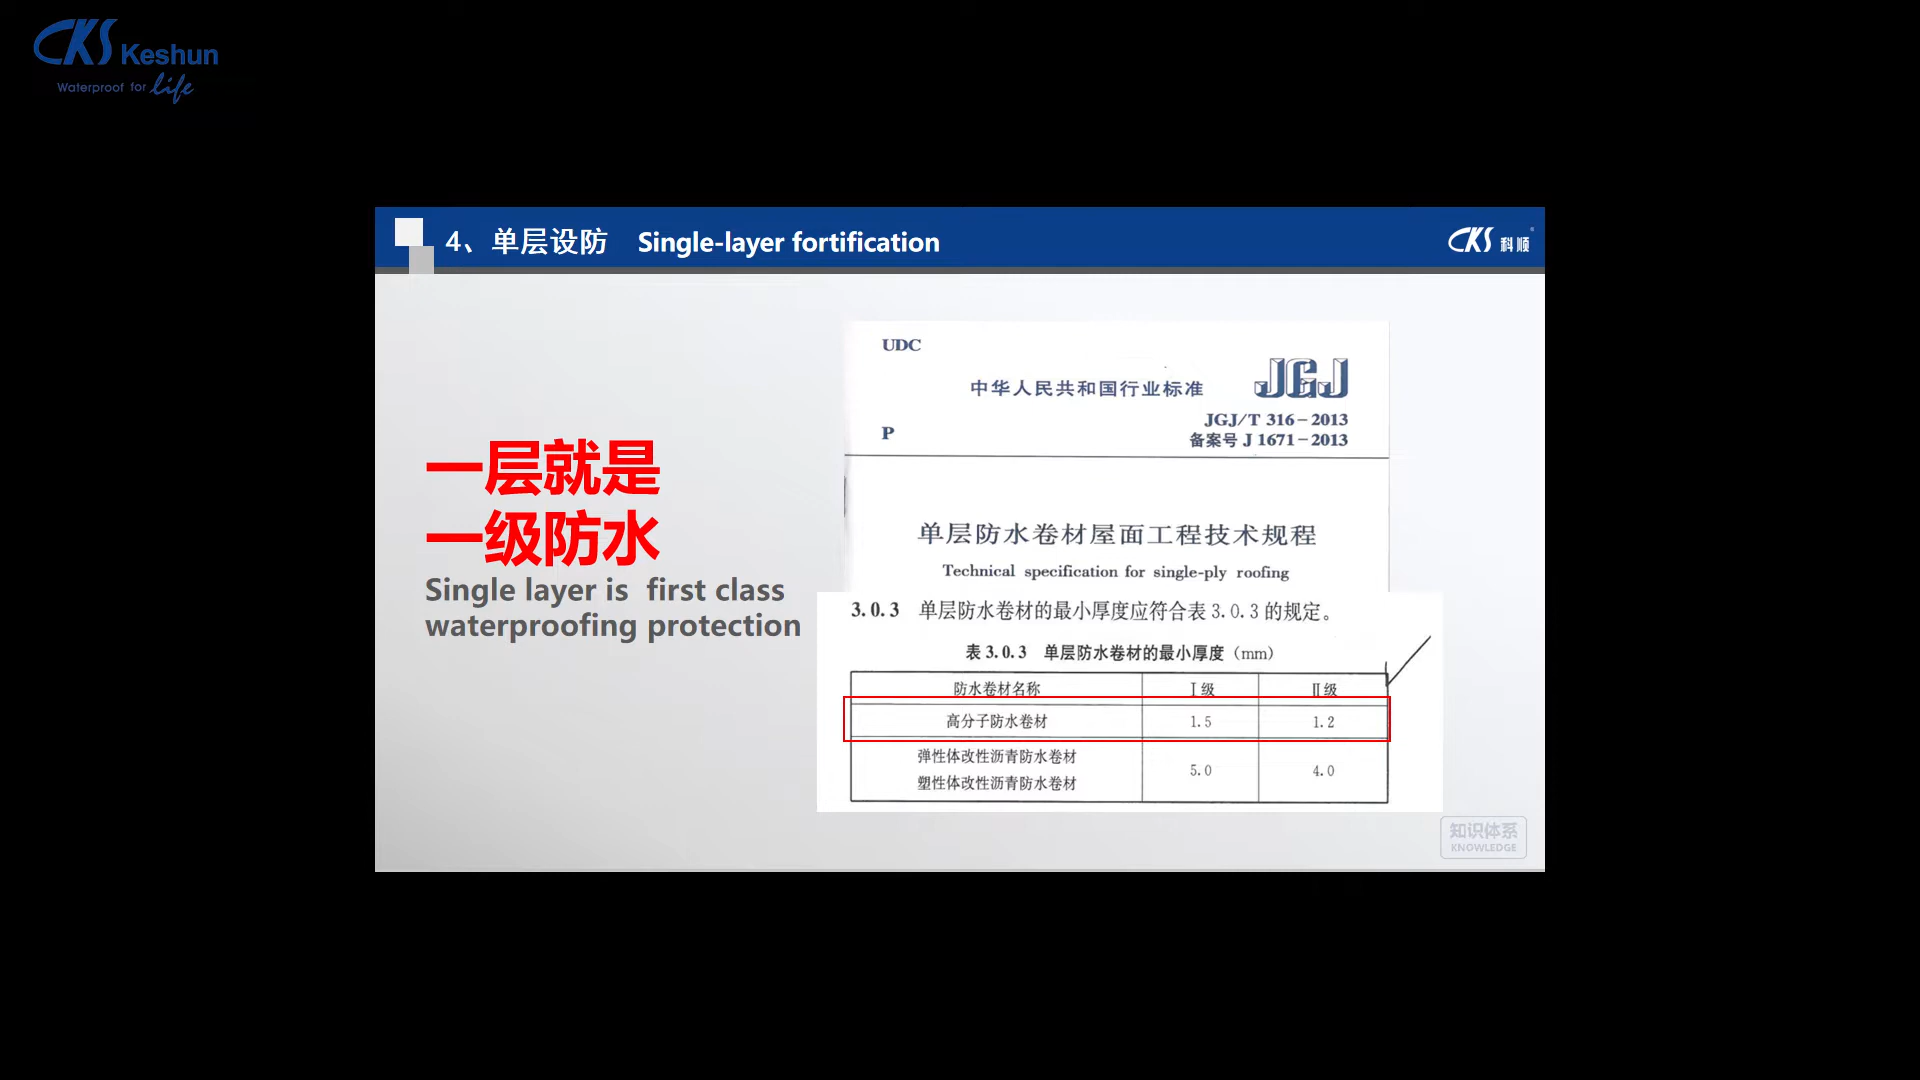 CKS Keshun
Waterproof for life
4、单层设防 Single-layer fortification
CKS 科顺
一层就是
一级防水
Single layer is first class
waterproofing protection
UDC
中华人民共和国行业标准
JGJ
JGJ/T 316-2013
P
备案号 J 1671-2013
单层防水卷材屋面工程技术规程
Technical specification for single-ply roofing
3.0.3 单层防水卷材的最小厚度应符合表 3.0.3 的规定。
表 3.0.3 单层防水卷材的最小厚度（mm）
防水卷材名称 Ⅰ级 Ⅱ级
高分子防水卷材 1.5 1.2
弹性体改性沥青防水卷材
塑性体改性沥青防水卷材
5.0 4.0
知识体系
KNOWLEDGE